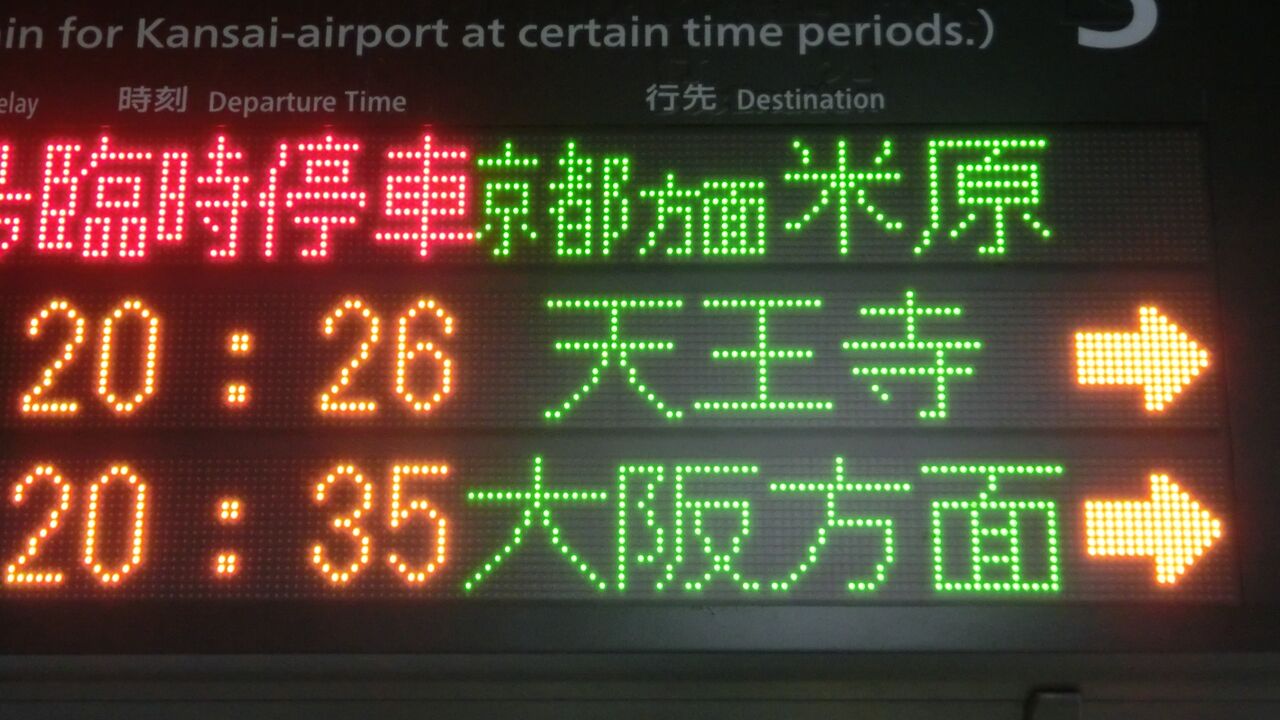 for Kansai-airport at certain time periods.)
時刻 Departure Time 行先 Destination
臨時停車 京都方面 米原
20:26 天王寺
20:35 大阪方面